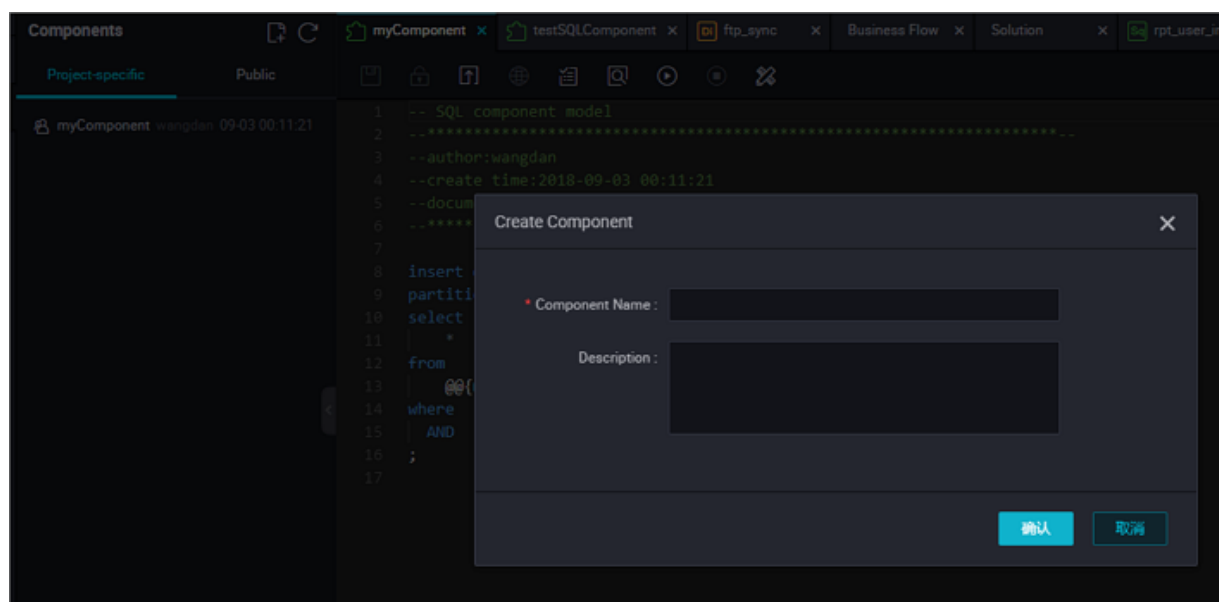 Components
myComponent
testSQLComponent
ftp_sync
Business Flow
Solution
Sq
Project-specific
Public
myComponent wangdan 09-03 00:11:21
1 -- SQL component model
2 --********************************************************************--
3 --author:wangdan
4 --create time:2018-09-03 00:11:21
5 --docum
6 --*****
7
8 insert
9 partiti
10 select
11 *
12 from
13 @@{
14 where
15 AND
16 ;
17
Create Component
* Component Name :
Description :
确认
取消